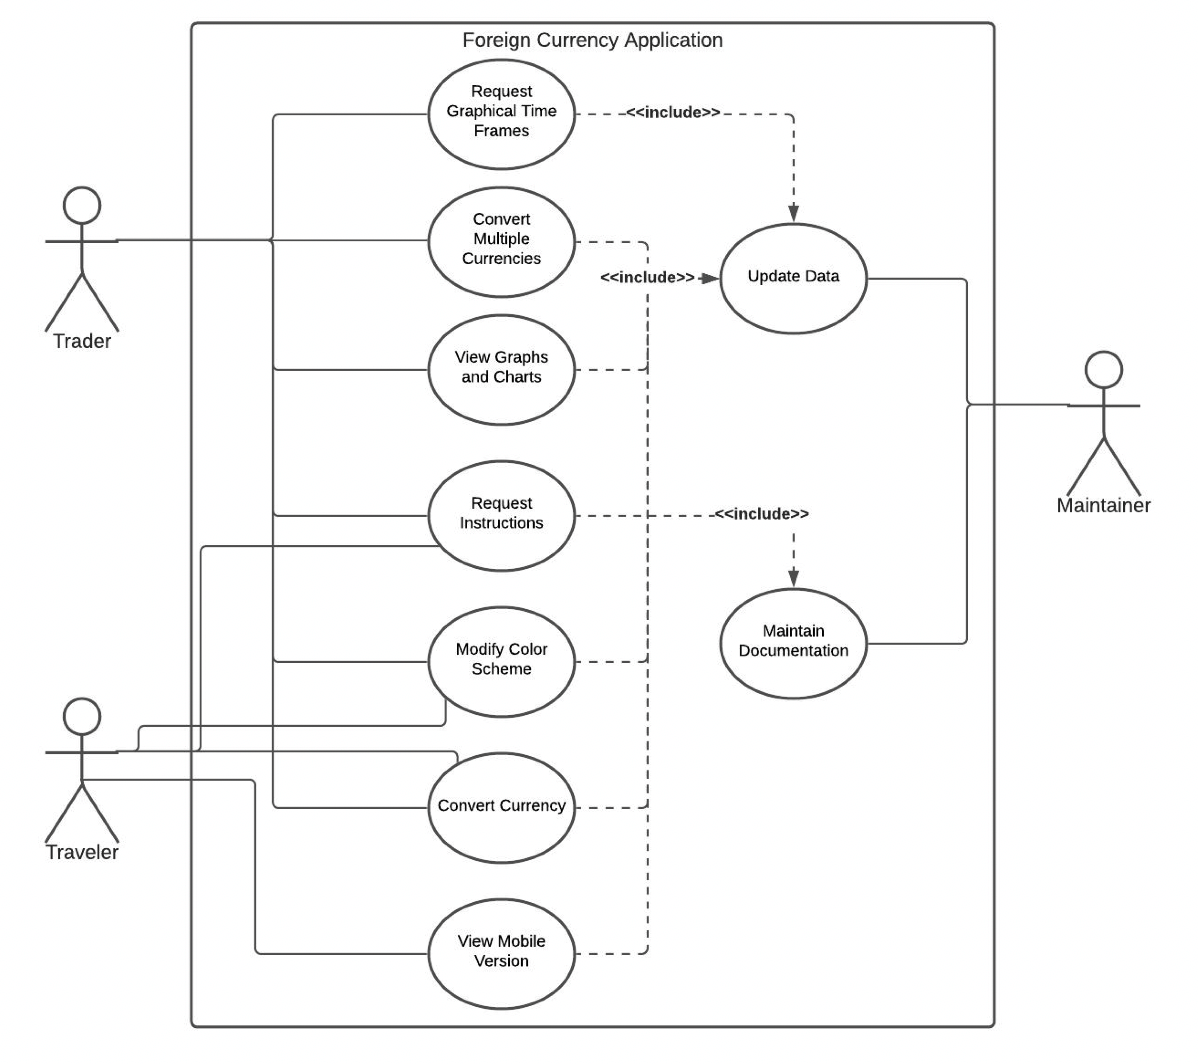 Foreign Currency Application
Request
Graphical Time
Frames
<<include>>
Convert
Multiple
Currencies
<<include>>
Update Data
Trader
View Graphs
and Charts
Request
Instructions
<<include>>
Maintainer
Modify Color
Scheme
Maintain
Documentation
Convert Currency
Traveler
View Mobile
Version